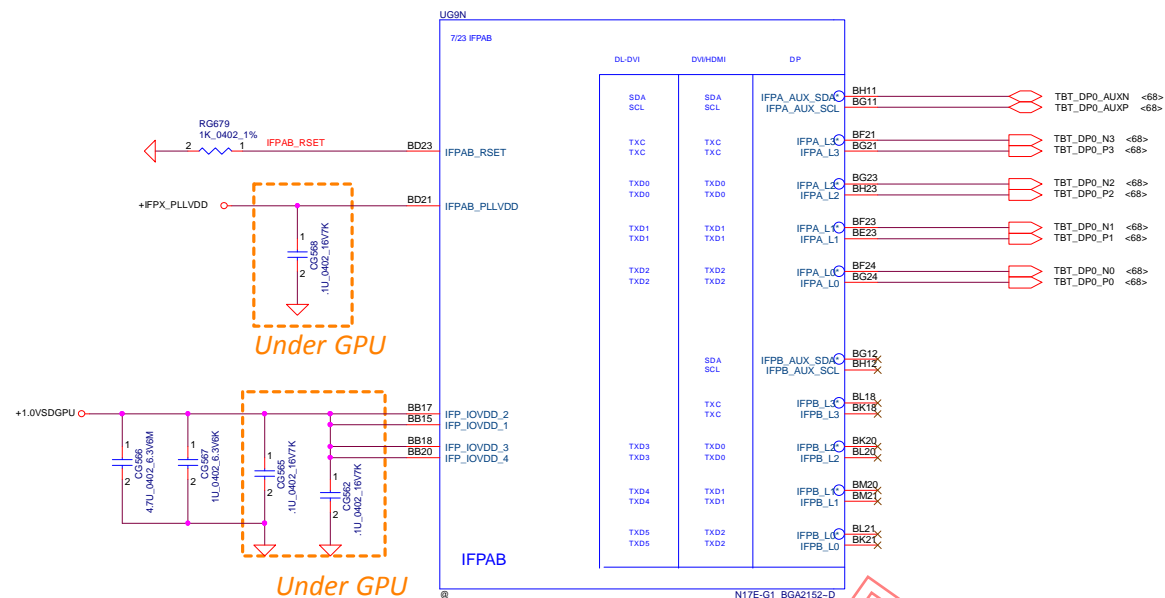 UG9N
7/23 IFPAB
DL-DVI DVI/HDMI DP
SDA SDA IFPA_AUX_SDA* BH11 TBT_DP0_AUXN <68>
SCL SCL IFPA_AUX_SCL BG11 TBT_DP0_AUXP <68>
RG679
1K_0402_1%
2 1 IFPAB_RSET BD23 IFPAB_RSET
TXC TXC IFPA_L3* BF21 TBT_DP0_N3 <68>
TXC TXC IFPA_L3 BG21 TBT_DP0_P3 <68>
TXD0 TXD0 IFPA_L2* BG23 TBT_DP0_N2 <68>
TXD0 TXD0 IFPA_L2 BH23 TBT_DP0_P2 <68>
+IFPX_PLLVDD BD21 IFPAB_PLLVDD
TXD1 TXD1 IFPA_L1* BF23 TBT_DP0_N1 <68>
TXD1 TXD1 IFPA_L1 BE23 TBT_DP0_P1 <68>
1
2
CG568
.1U_0402_16V7K
TXD2 TXD2 IFPA_L0* BF24 TBT_DP0_N0 <68>
TXD2 TXD2 IFPA_L0 BG24 TBT_DP0_P0 <68>
Under GPU
SDA IFPB_AUX_SDA* BG12
SCL IFPB_AUX_SCL BH12
TXC IFPB_L3* BL18
TXC IFPB_L3 BK18
+1.0VSDGPU BB17 IFP_IOVDD_2
BB15 IFP_IOVDD_1
BB18 IFP_IOVDD_3
BB20 IFP_IOVDD_4
TXD3 TXD0 IFPB_L2* BK20
TXD3 TXD0 IFPB_L2 BL20
1
2
CG566
4.7U_0402_6.3V6M
1
2
CG567
1U_0402_6.3V6K
1
2
CG565
.1U_0402_16V7K
1
2
CG562
.1U_0402_16V7K
TXD4 TXD1 IFPB_L1* BM20
TXD4 TXD1 IFPB_L1 BM21
TXD5 TXD2 IFPB_L0* BL21
TXD5 TXD2 IFPB_L0 BK21
IFPAB
Under GPU
@ N17E-G1_BGA2152~D